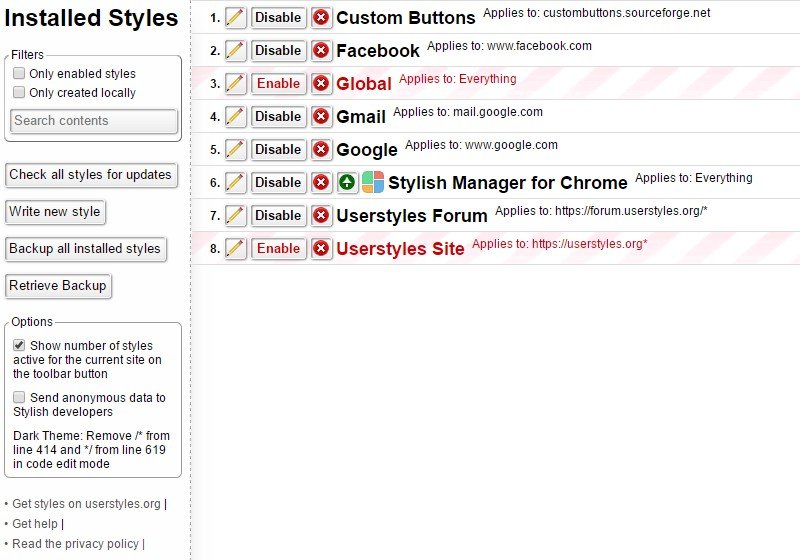 Installed Styles
Filters
Only enabled styles
Only created locally
Search contents
Check all styles for updates
Write new style
Backup all installed styles
Retrieve Backup
Options
Show number of styles
active for the current site on
the toolbar button
Send anonymous data to
Stylish developers
Dark Theme: Remove /* from
line 414 and */ from line 619
in code edit mode
• Get styles on userstyles.org |
• Get help |
• Read the privacy policy |
1. Disable Custom Buttons Applies to: custombuttons.sourceforge.net
2. Disable Facebook Applies to: www.facebook.com
3. Enable Global Applies to: Everything
4. Disable Gmail Applies to: mail.google.com
5. Disable Google Applies to: www.google.com
6. Disable Stylish Manager for Chrome Applies to: Everything
7. Disable Userstyles Forum Applies to: https://forum.userstyles.org/*
8. Enable Userstyles Site Applies to: https://userstyles.org*